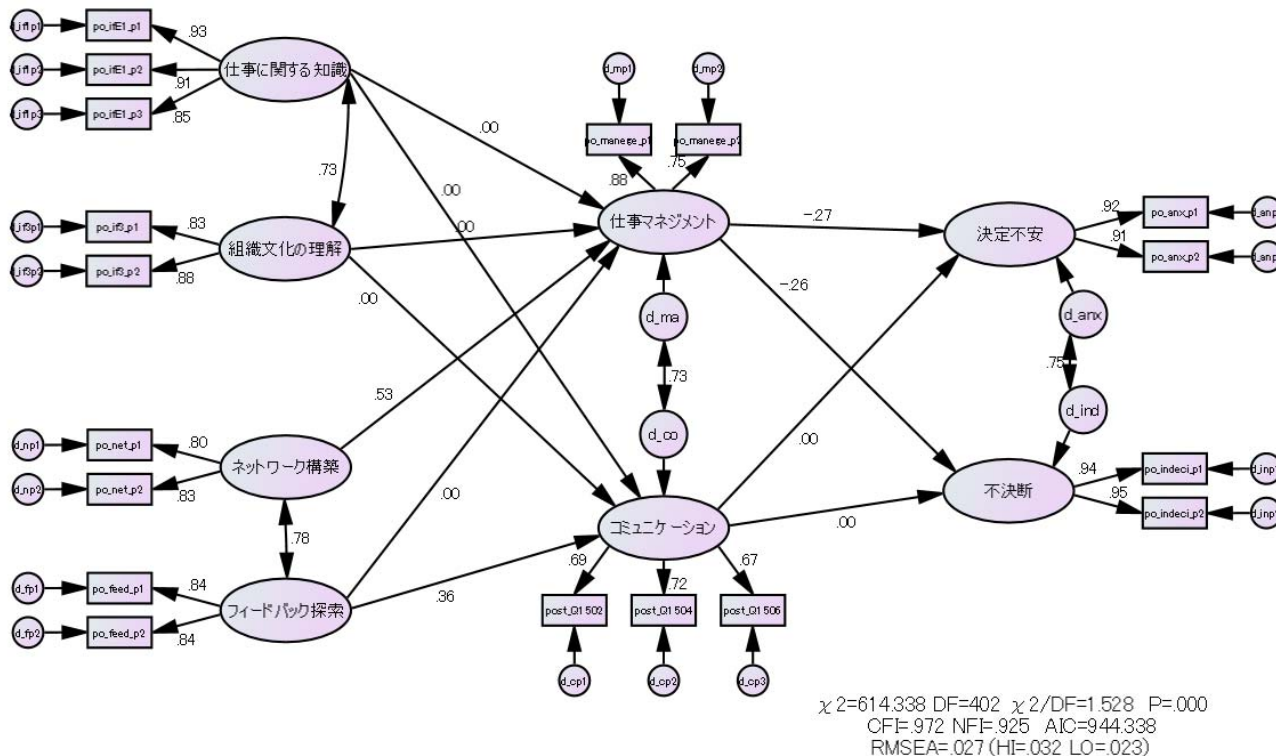 d_if1p1
po_ifE1_p1
.93
d_if1p2
po_ifE1_p2
.91
d_if1p3
po_ifE1_p3
.85
仕事に関する知識
.73
d_if3p1
po_if3_p1
.83
d_if3p2
po_if3_p2
.88
組織文化の理解
.00
.00
.00
.00
d_mp1
d_mp2
po_manege_p1
po_manege_p2
.88
.75
仕事マネジメント
-.27
-.26
決定不安
.92
po_anx_p1
.91
po_anx_p2
d_ma
.73
d_co
d_anx
.75
d_ind
.53
.00
.00
d_np1
po_net_p1
.80
d_np2
po_net_p2
.83
ネットワーク構築
.78
d_fp1
po_feed_p1
.84
d_fp2
po_feed_p2
.84
フィードバック探索
.36
コミュニケーション
.00
不決断
.94
po_indeci_p1
.95
po_indeci_p2
.69
.72
.67
post_Q1502
post_Q1504
post_Q1506
d_cp1
d_cp2
d_cp3
χ2=614.338 DF=402 χ2/DF=1.528 P=.000
CFI=.972 NFI=.925 AIC=944.338
RMSEA=.027 (HI=.032 LO=.023)